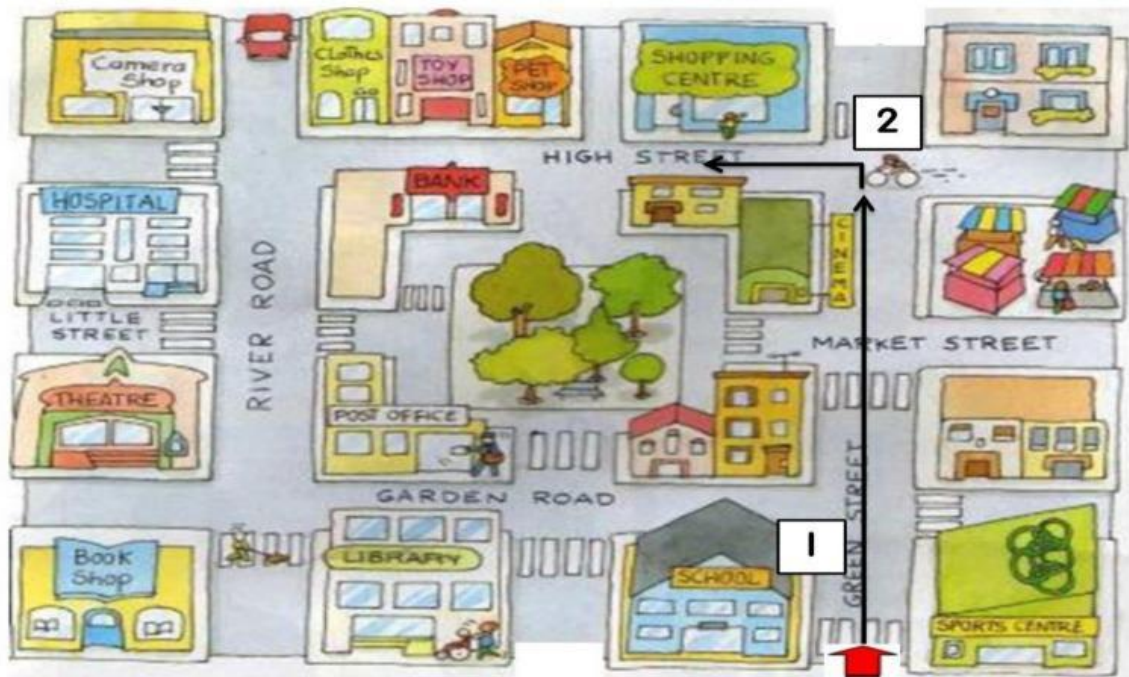 Camera
Shop
Clothes
Shop
TOY
SHOP
PET
SHOP
SHOPPING
CENTRE
2
HIGH STREET
HOSPITAL
BANK
CINEMA
RIVER ROAD
LITTLE
STREET
MARKET STREET
THEATRE
POST OFFICE
GARDEN ROAD
GREEN STREET
1
Book
Shop
LIBRARY
SCHOOL
SPORTS CENTRE